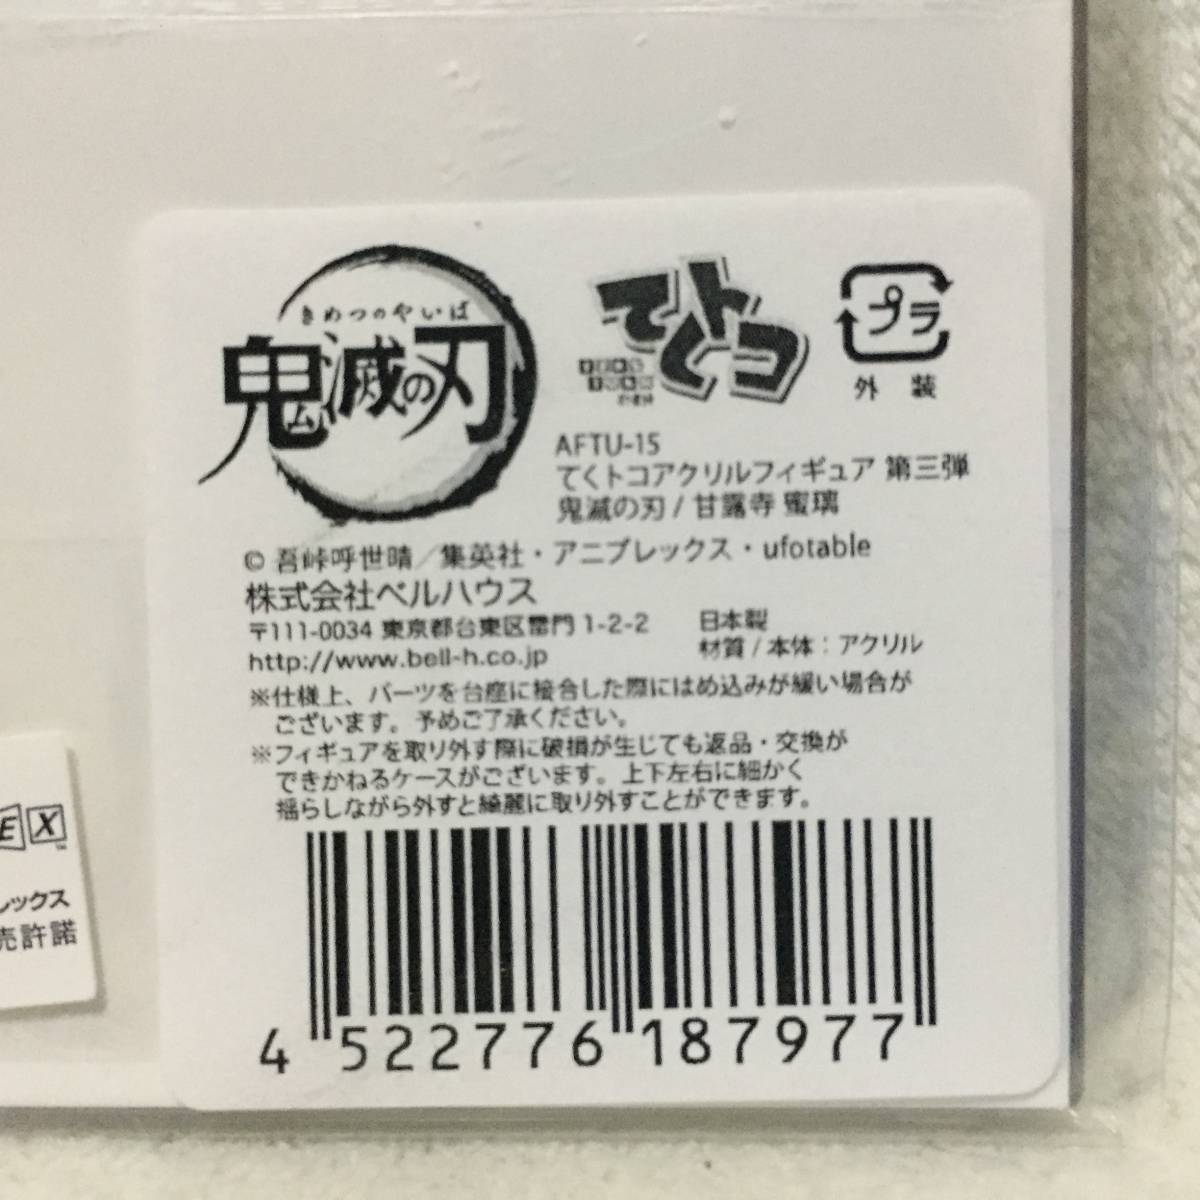 きめつのやいば
鬼滅の刃
てくトコ
プラ
外 装
AFTU-15
てくトコアクリルフィギュア 第三弾
鬼滅の刃 / 甘露寺 蜜璃
© 吾峠呼世晴／集英社・アニプレックス・ufotable
株式会社ベルハウス
〒111-0034 東京都台東区雷門 1-2-2
http://www.bell-h.co.jp
日本製
材質 / 本体：アクリル
※仕様上、パーツを台座に接合した際にはめ込みが緩い場合が
ございます。予めご了承ください。
※フィギュアを取り外す際に破損が生じても返品・交換が
できかねるケースがございます。上下左右に細かく
揺らしながら外すと綺麗に取り外すことができます。
4 522776 187977
EX
レックス
売許諾